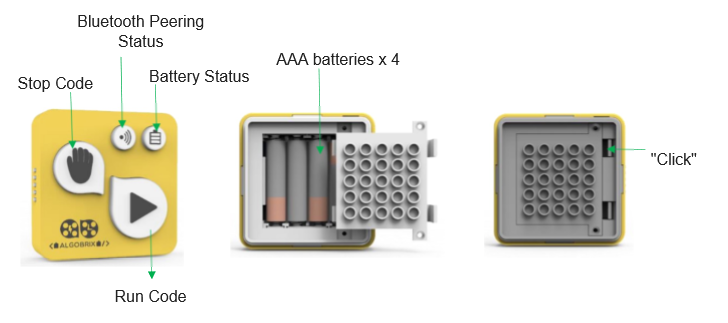 Bluetooth Peering
Status
Battery Status
Stop Code
AAA batteries x 4
"Click"
<ALGOBRIX/>
Run Code